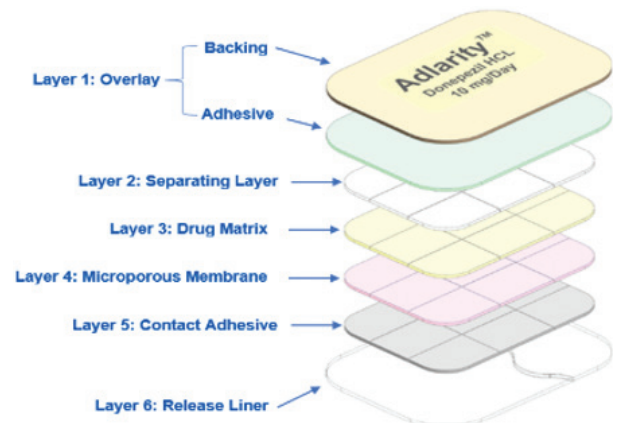 Adlarity™
Donepezil HCL
10 mg/Day
Backing
Layer 1: Overlay
Adhesive
Layer 2: Separating Layer
Layer 3: Drug Matrix
Layer 4: Microporous Membrane
Layer 5: Contact Adhesive
Layer 6: Release Liner